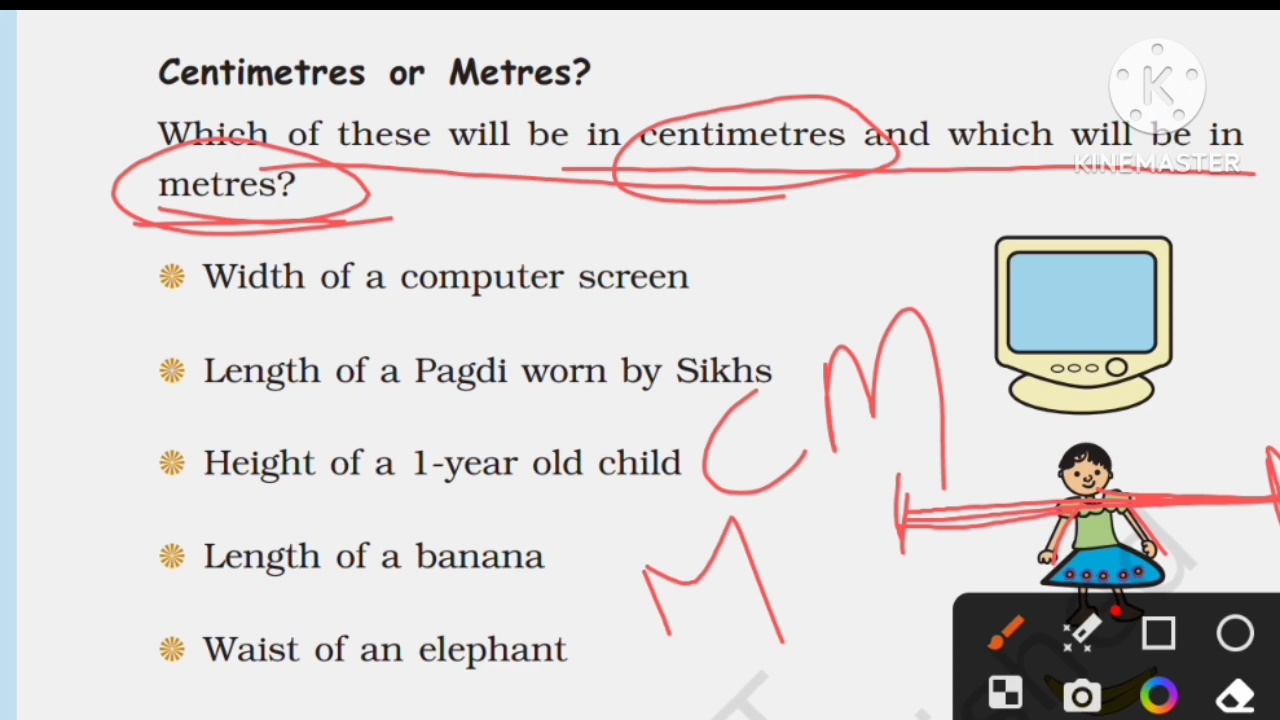 Centimetres or Metres?
Which of these will be in centimetres and which will be in
metres?
K
KINEMASTER
Width of a computer screen
Length of a Pagdi worn by Sikhs
Height of a 1-year old child
CM
Length of a banana
M
Waist of an elephant